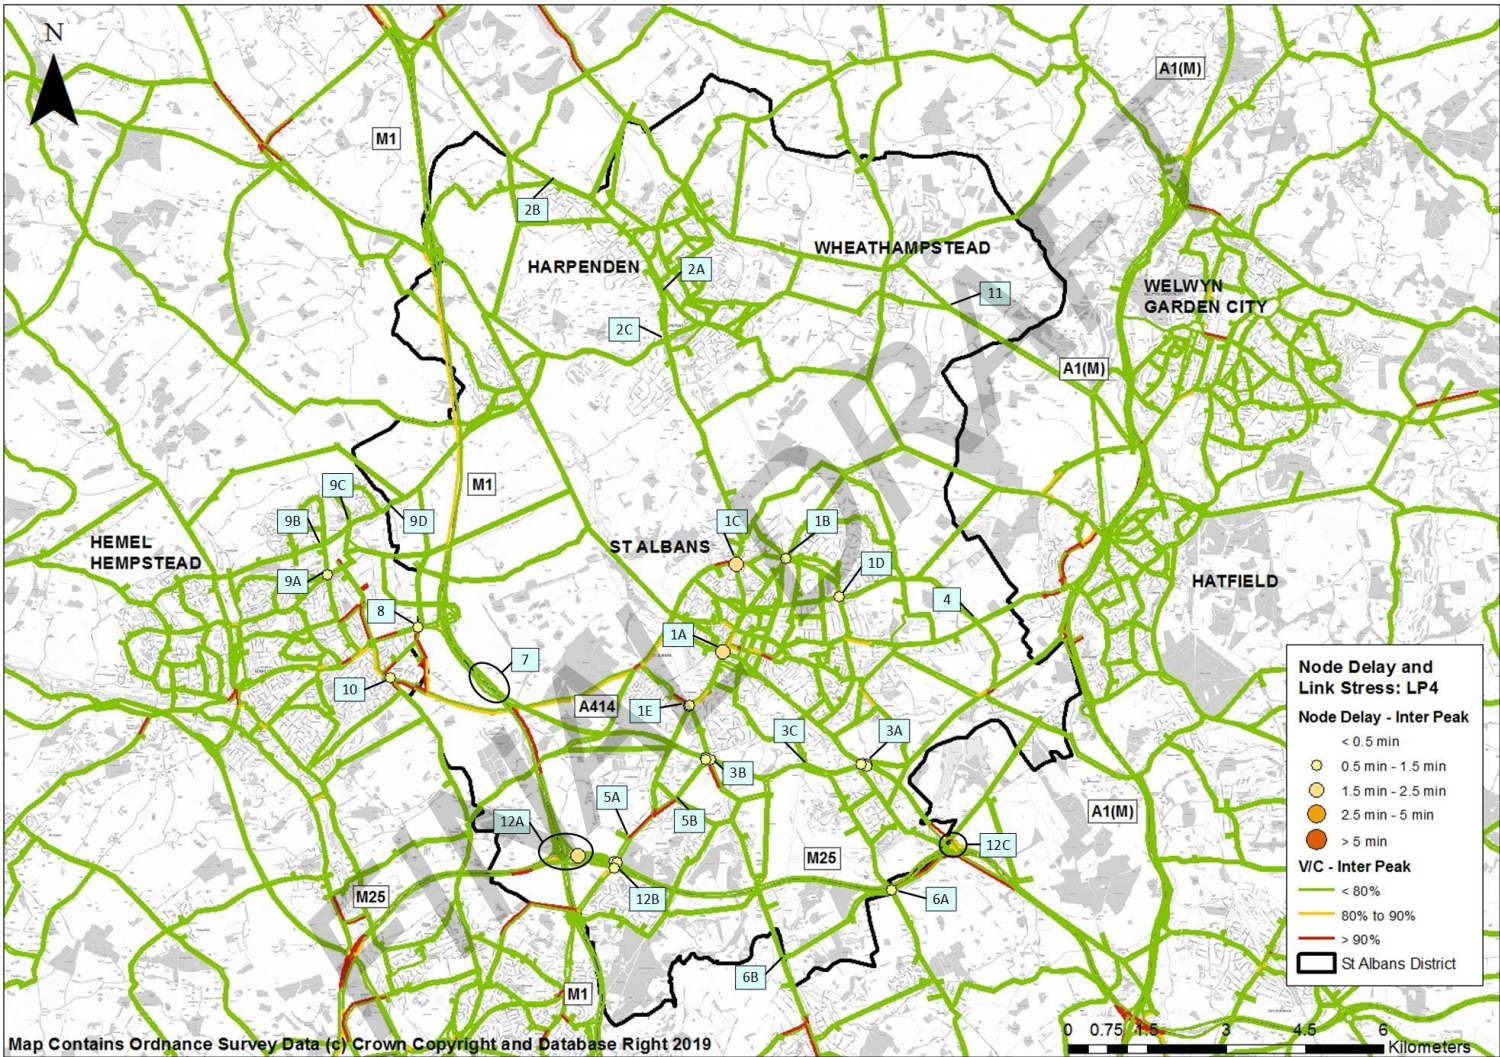 N
A1(M)
M1
2B
WHEATHAMPSTEAD
HARPENDEN
2A
11
WELWYN
GARDEN CITY
2C
A1(M)
M1
9C
9B
9D
1C
1B
HEMEL
HEMPSTEAD
ST ALBANS
1D
9A
HATFIELD
8
4
1A
7
10
A414
1E
3C
3A
3B
5A
5B
12A
A1(M)
12C
M25
M25
12B
6A
6B
M1
FINAL DRAFT
Node Delay and
Link Stress: LP4
Node Delay - Inter Peak
< 0.5 min
0.5 min - 1.5 min
1.5 min - 2.5 min
2.5 min - 5 min
> 5 min
V/C - Inter Peak
< 80%
80% to 90%
> 90%
St Albans District
0 0.75 1.5 3 4.5 6
Kilometers
Map Contains Ordnance Survey Data (c) Crown Copyright and Database Right 2019